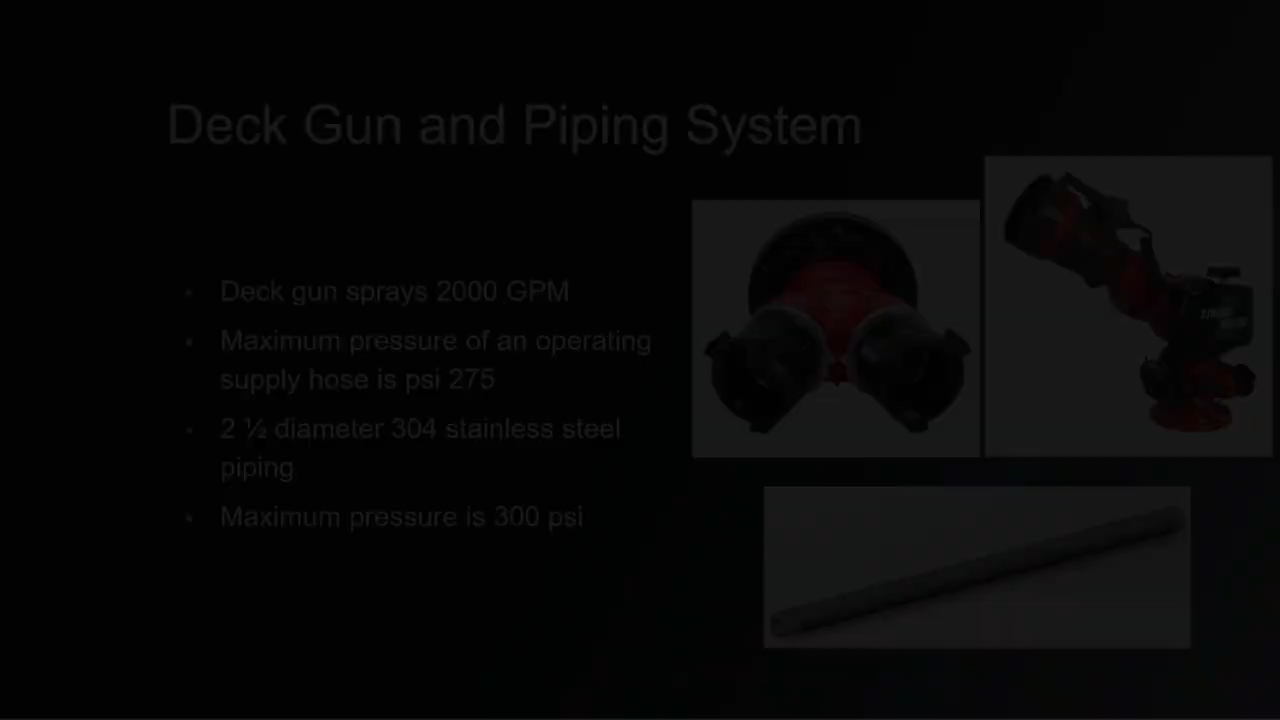 Deck Gun and Piping System
Deck gun sprays 2000 GPM
Maximum pressure of an operating
supply hose is psi 275
2 ½ diameter 304 stainless steel
piping
Maximum pressure is 300 psi